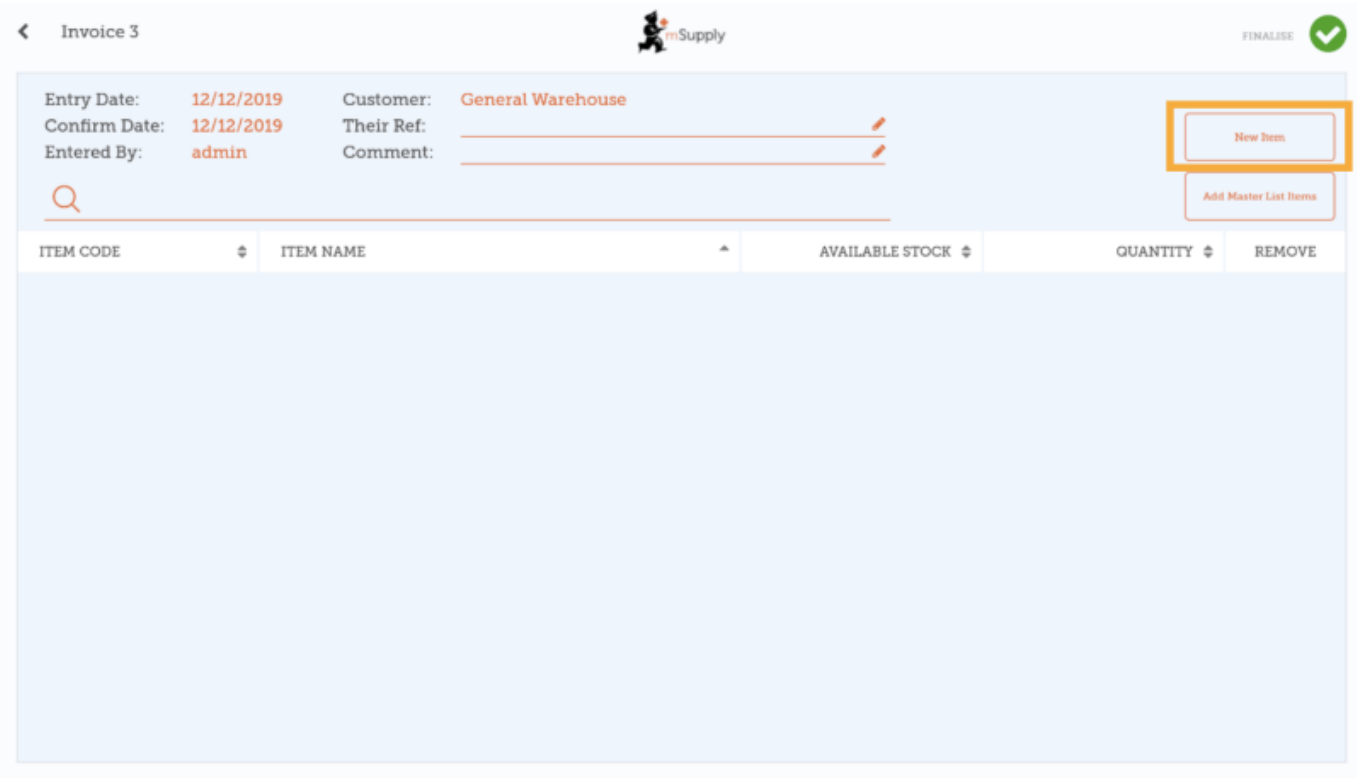 Invoice 3
mSupply
FINALISE
Entry Date: 12/12/2019 Customer: General Warehouse
Confirm Date: 12/12/2019 Their Ref:
Entered By: admin Comment:
New Item
Add Master List Items
ITEM CODE ITEM NAME AVAILABLE STOCK QUANTITY REMOVE